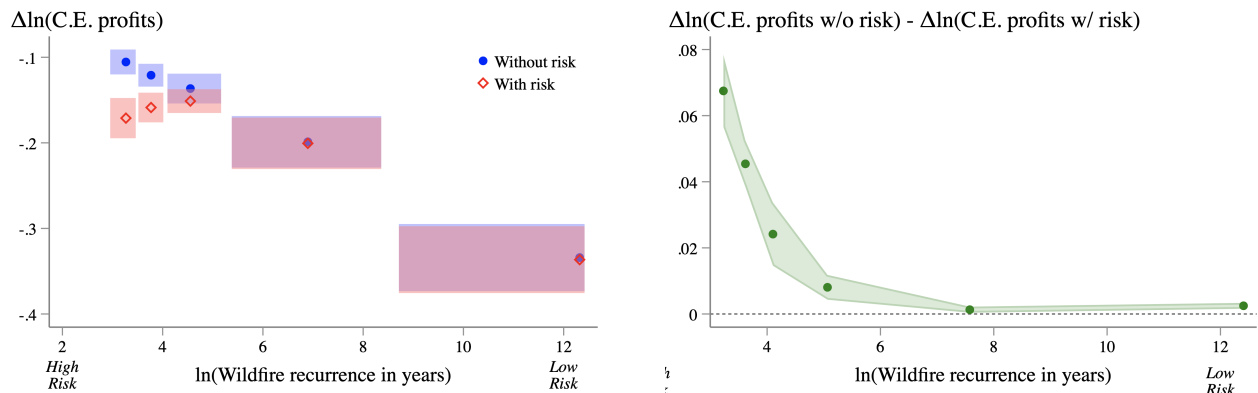 Δln(C.E. profits)
-.1
-.2
-.3
-.4
Without risk
With risk
2
4
6
8
10
12
High
Risk
Low
Risk
ln(Wildfire recurrence in years)
Δln(C.E. profits w/o risk) - Δln(C.E. profits w/ risk)
.08
.06
.04
.02
0
4
6
8
10
12
Low
Risk
ln(Wildfire recurrence in years)